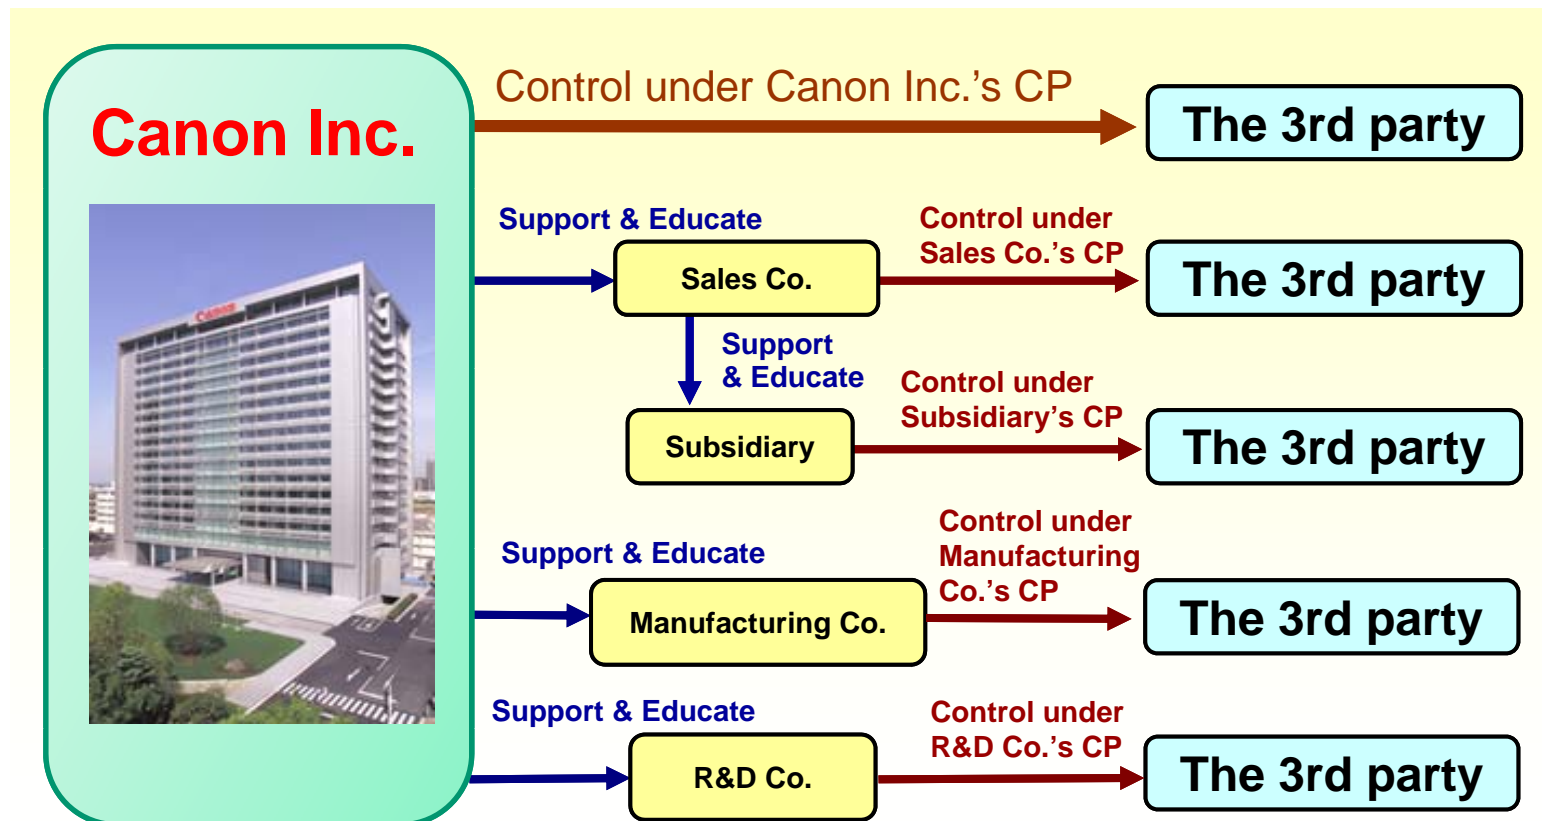 Control under Canon Inc.'s CP
Canon Inc.
The 3rd party
Canon
Support & Educate
Control under
Sales Co.'s CP
Sales Co.
The 3rd party
Support
& Educate
Control under
Subsidiary's CP
Subsidiary
The 3rd party
Control under
Manufacturing
Co.'s CP
Support & Educate
Manufacturing Co.
The 3rd party
Support & Educate
Control under
R&D Co.'s CP
R&D Co.
The 3rd party